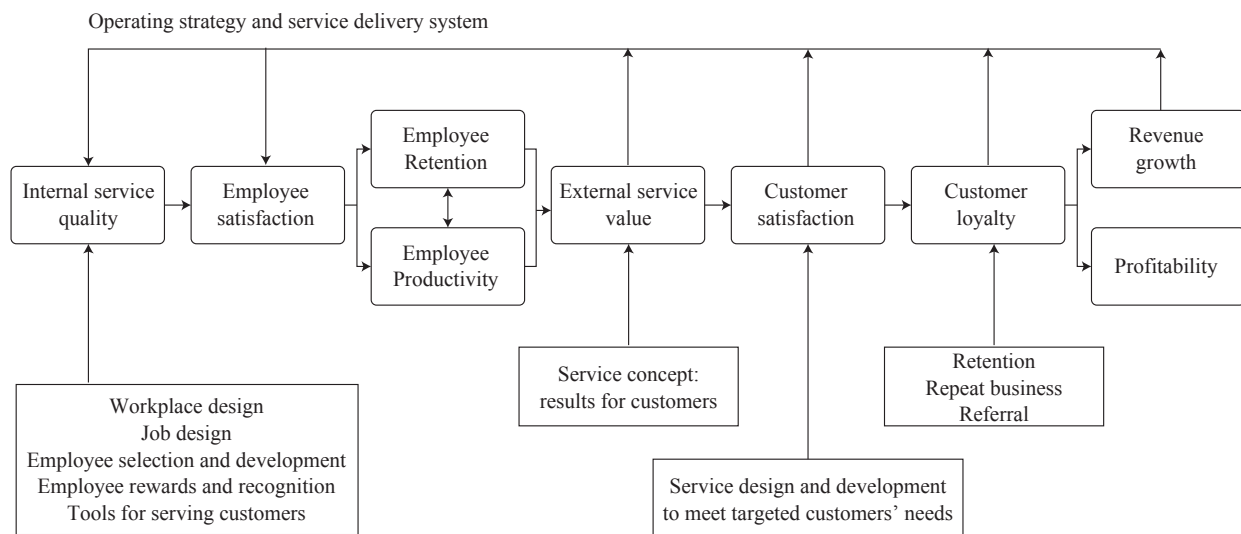 Operating strategy and service delivery system
Internal service
quality
Employee
satisfaction
Employee
Retention
Employee
Productivity
External service
value
Customer
satisfaction
Customer
loyalty
Revenue
growth
Profitability
Workplace design
Job design
Employee selection and development
Employee rewards and recognition
Tools for serving customers
Service concept:
results for customers
Service design and development
to meet targeted customers’ needs
Retention
Repeat business
Referral